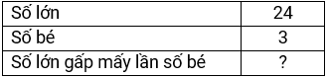 Số lớn 24
Số bé 3
Số lớn gấp mấy lần số bé ?